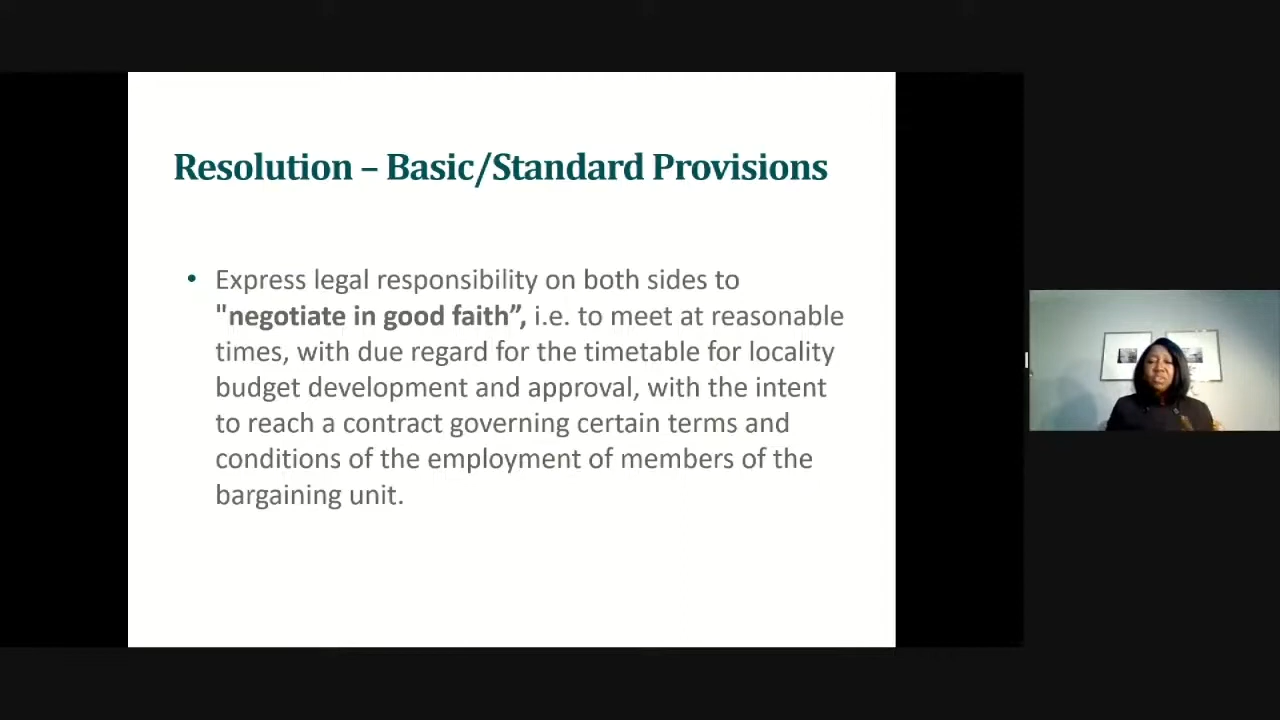 Resolution – Basic/Standard Provisions
• Express legal responsibility on both sides to
"negotiate in good faith”, i.e. to meet at reasonable
times, with due regard for the timetable for locality
budget development and approval, with the intent
to reach a contract governing certain terms and
conditions of the employment of members of the
bargaining unit.